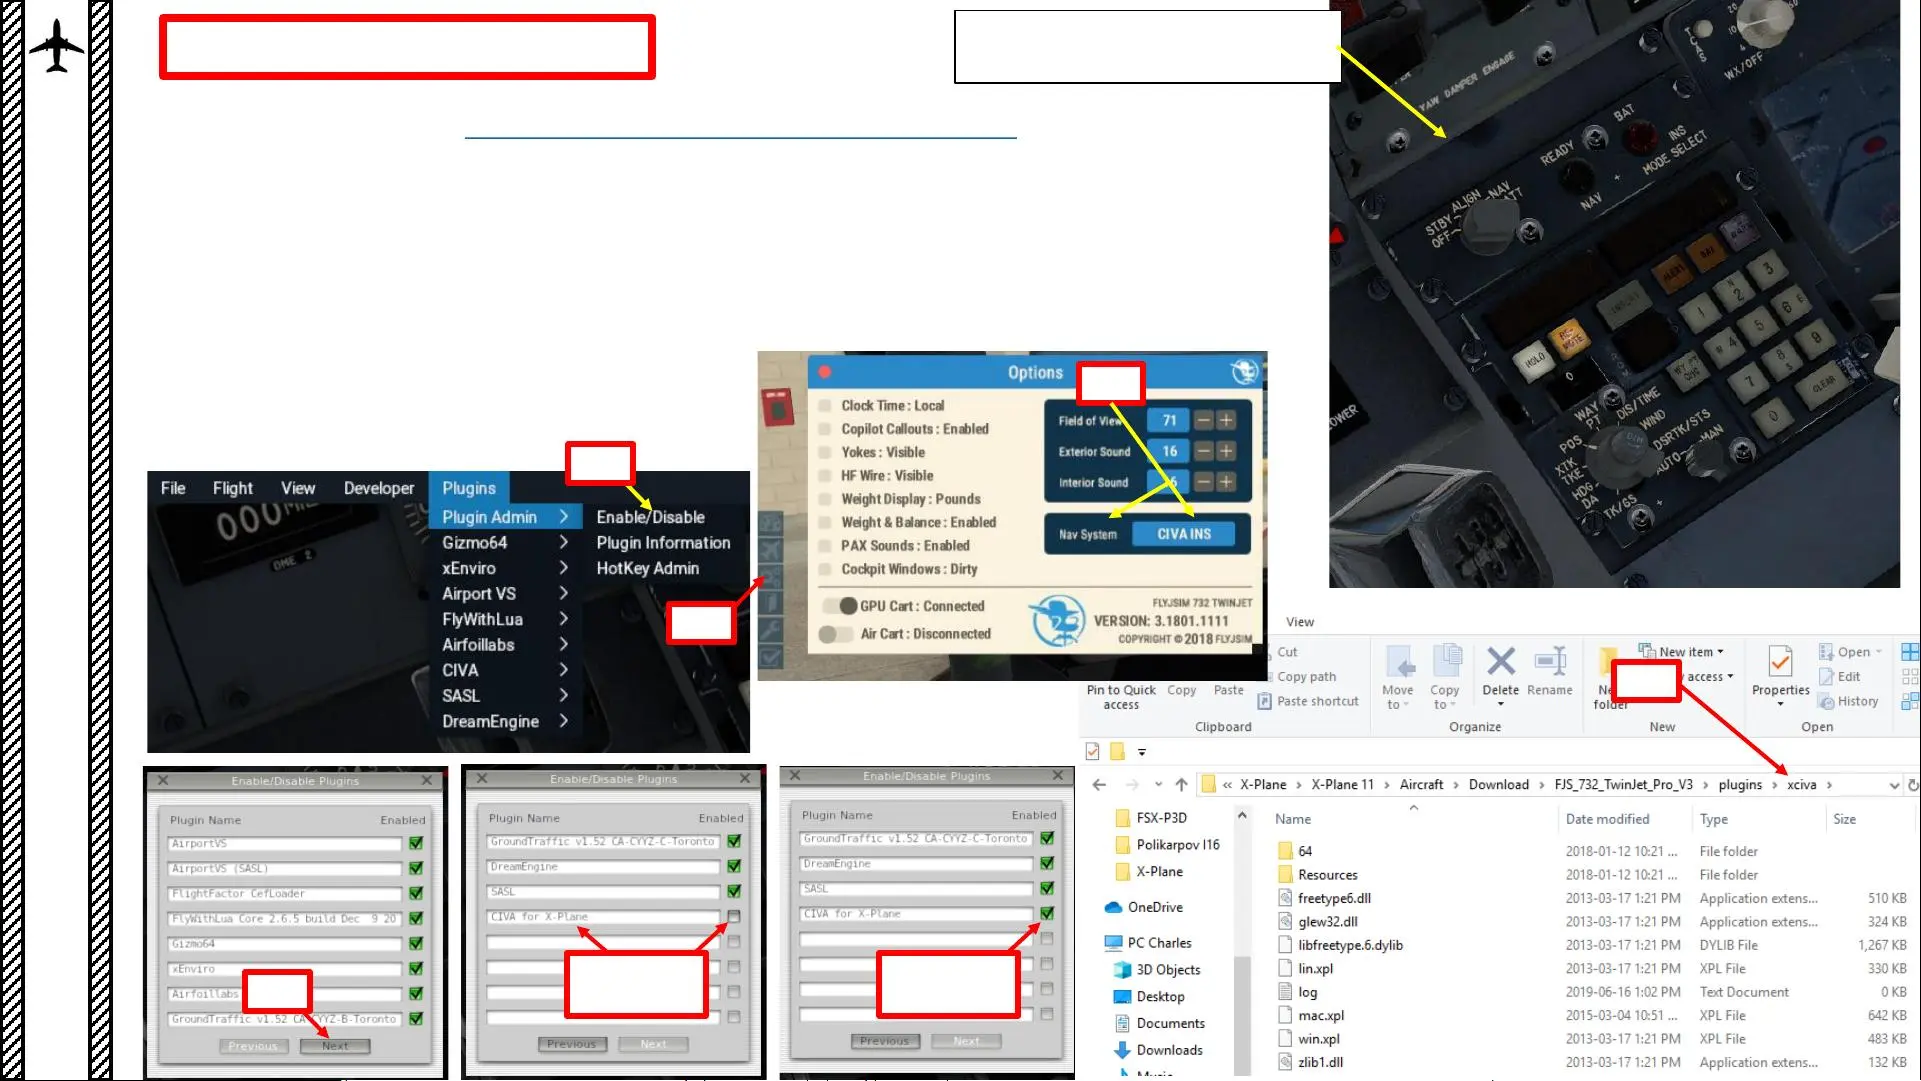 YAW DAMPER ENGAGE
TCAS
WX/OFF
BAT
READY
INS
MODE SELECT
NAV
STBY ALIGN NAV
OFF
ALERT
BAT
WARN
INSERT
HOLD
RE-
MOTE
WY PT
CHG
1 2 3
4 5 6
7 8 9
CLEAR
0
WAY
PT
DIS/TIME
POS
WIND
XTK
TKE
DSRTK/STS
HDG
DA
TK/GS
DIM
AUTO
MAN
Options
Clock Time : Local
Copilot Callouts : Enabled
Yokes : Visible
HF Wire : Visible
Weight Display : Pounds
Weight & Balance : Enabled
PAX Sounds : Enabled
Cockpit Windows : Dirty
GPU Cart : Connected
Air Cart : Disconnected
Field of View 71
Exterior Sound 16
Interior Sound
Nav System CIVA INS
FLYJSIM 732 TWINJET
VERSION: 3.1801.1111
COPYRIGHT © 2018 FLYJSIM
File Flight View Developer Plugins
Plugin Admin
Gizmo64
xEnviro
Airport VS
FlyWithLua
Airfoillabs
CIVA
SASL
DreamEngine
Enable/Disable
Plugin Information
HotKey Admin
DME 2
View
Cut
Copy path
Paste shortcut
Pin to Quick
access
Copy
Paste
Clipboard
Move
to
Copy
to
Delete
Rename
Organize
New item
access
folder
New
Properties
Open
Edit
History
Open
« X-Plane › X-Plane 11 › Aircraft › Download › FJS_732_TwinJet_Pro_V3 › plugins › xciva ›
FSX-P3D
Polikarpov I16
X-Plane
OneDrive
PC Charles
3D Objects
Desktop
Documents
Downloads
Music
Name Date modified Type Size
64 2018-01-12 10:21 ... File folder
Resources 2018-01-12 10:21 ... File folder
freetype6.dll 2013-03-17 1:21 PM Application extens... 510 KB
glew32.dll 2013-03-17 1:21 PM Application extens... 324 KB
libfreetype.6.dylib 2013-03-17 1:21 PM DYLIB File 1,267 KB
lin.xpl 2013-03-17 1:21 PM XPL File 330 KB
log 2019-06-16 1:02 PM Text Document 0 KB
mac.xpl 2015-03-04 10:51 ... XPL File 642 KB
win.xpl 2013-03-17 1:21 PM XPL File 483 KB
zlib1.dll 2013-03-17 1:21 PM Application extens... 132 KB
Enable/Disable Plugins
Plugin Name Enabled
AirportVS
AirportVS (SASL)
FlightFactor CefLoader
FlyWithLua Core 2.6.5 build Dec 9 20
Gizmo64
xEnviro
Airfoillabs
GroundTraffic v1.52 CA-CYYZ-B-Toronto
Previous Next
Enable/Disable Plugins
Plugin Name Enabled
GroundTraffic v1.52 CA-CYYZ-C-Toronto
DreamEngine
SASL
CIVA for X-Plane
Previous Next
Enable/Disable Plugins
Plugin Name Enabled
GroundTraffic v1.52 CA-CYYZ-C-Toronto
DreamEngine
SASL
CIVA for X-Plane
Previous Next